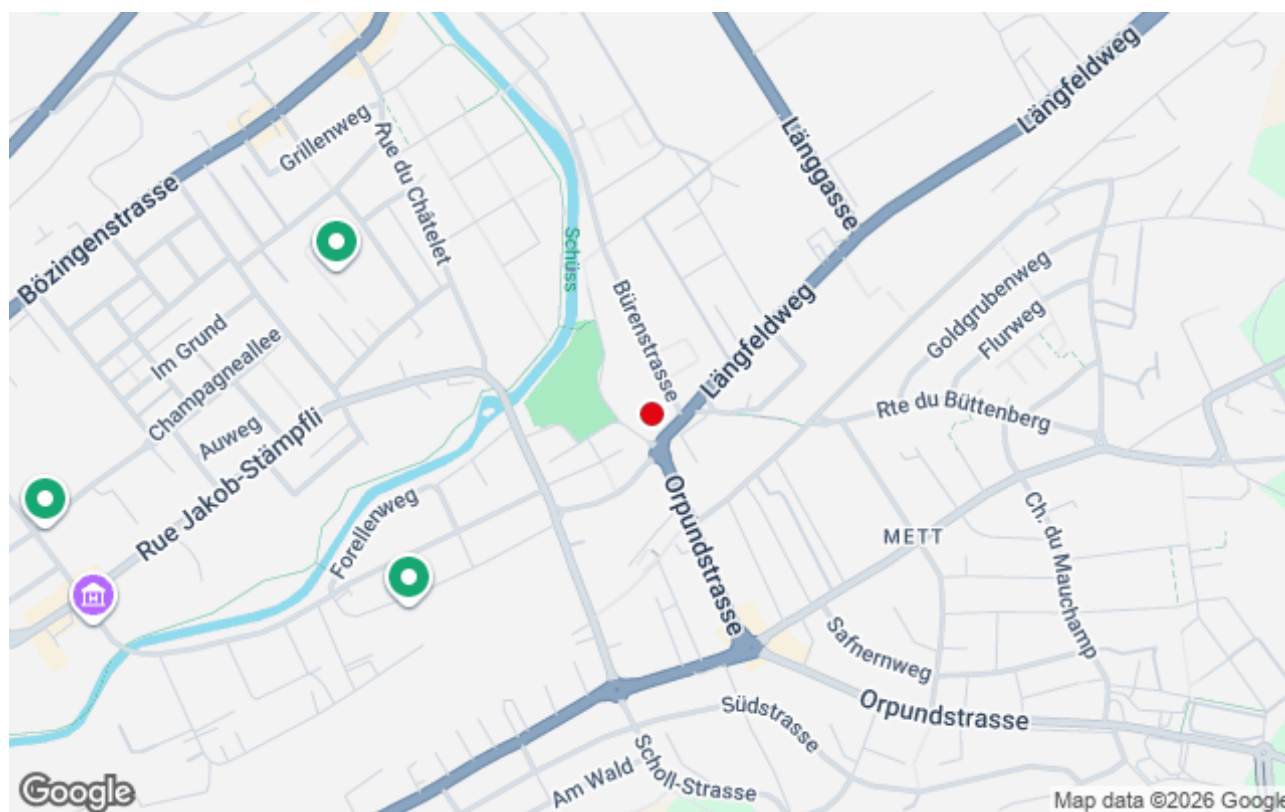 Längfeldweg
Grillenweg
Rue du Châtelet
Länggasse
Bözingenstrasse
Schüss
Goldgrubenweg
Bürenstrasse
Flurweg
Im Grund
Längfeldweg
Champagneallee
Rte du Büttenberg
Auweg
Rue Jakob-Stämpfli
Orpundstrasse
Ch. du Mauchamp
Forellenweg
METT
Safnernweg
Südstrasse
Orpundstrasse
Scholl-Strasse
Am Wald
Google
Map data ©2026 Google